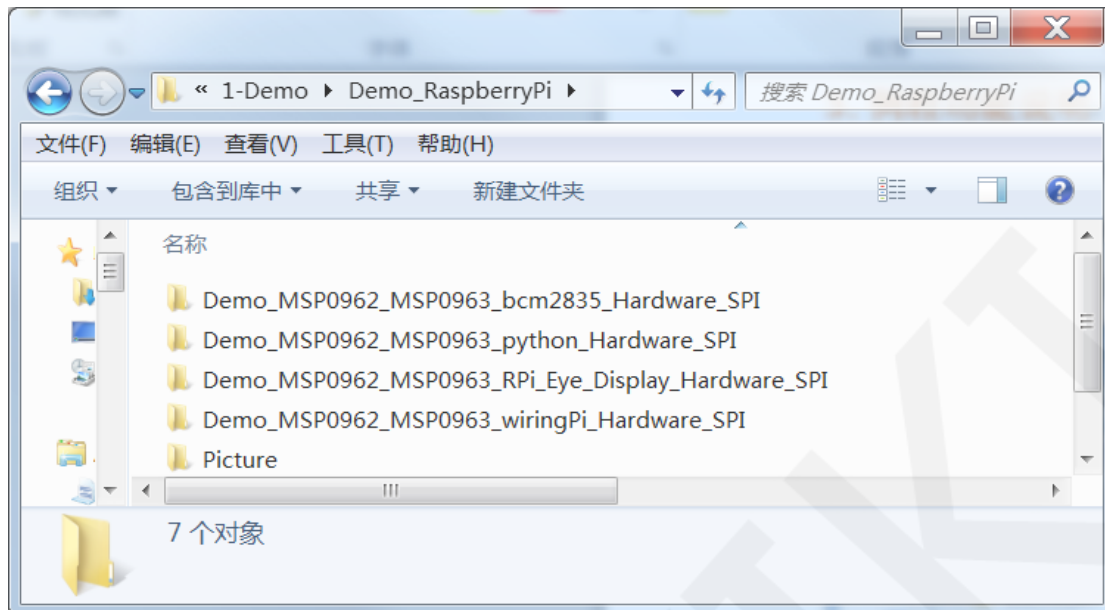 « 1-Demo ▸ Demo_RaspberryPi ▸ 搜索 Demo_RaspberryPi
文件(F) 编辑(E) 查看(V) 工具(T) 帮助(H)
组织 包含到库中 共享 新建文件夹
名称
Demo_MSP0962_MSP0963_bcm2835_Hardware_SPI
Demo_MSP0962_MSP0963_python_Hardware_SPI
Demo_MSP0962_MSP0963_RPi_Eye_Display_Hardware_SPI
Demo_MSP0962_MSP0963_wiringPi_Hardware_SPI
Picture
7 个对象